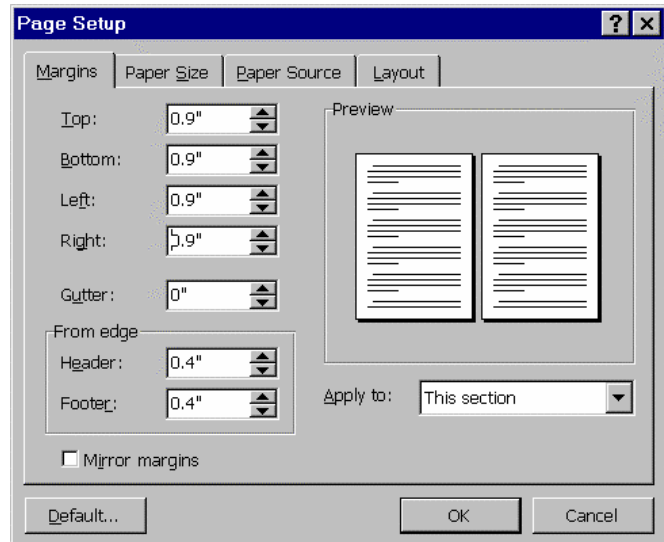 Page Setup
Margins Paper Size Paper Source Layout
Top: 0.9"
Bottom: 0.9"
Left: 0.9"
Right: .9"
Gutter: 0"
From edge
Header: 0.4"
Footer: 0.4"
Mirror margins
Preview
Apply to: This section
Default... OK Cancel